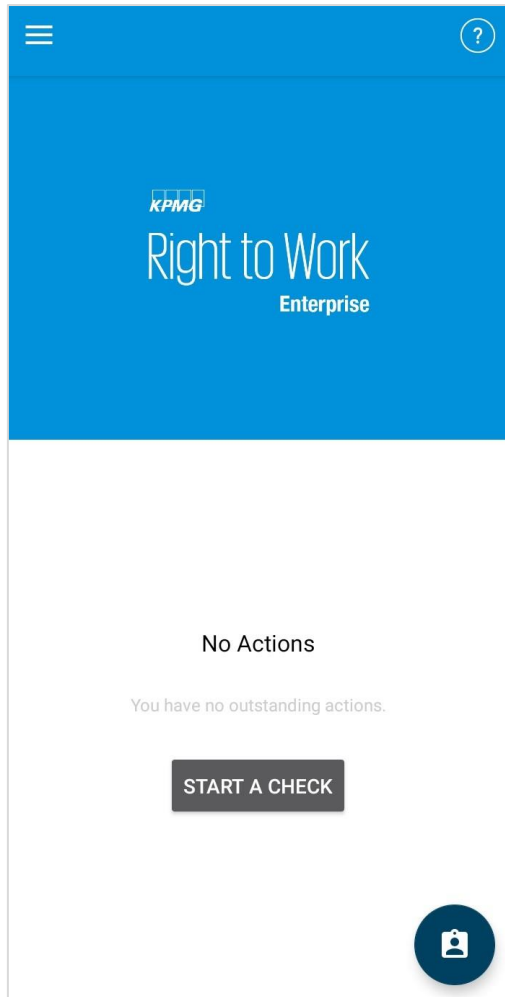 ?
KPMG
Right to Work
Enterprise
No Actions
You have no outstanding actions.
START A CHECK